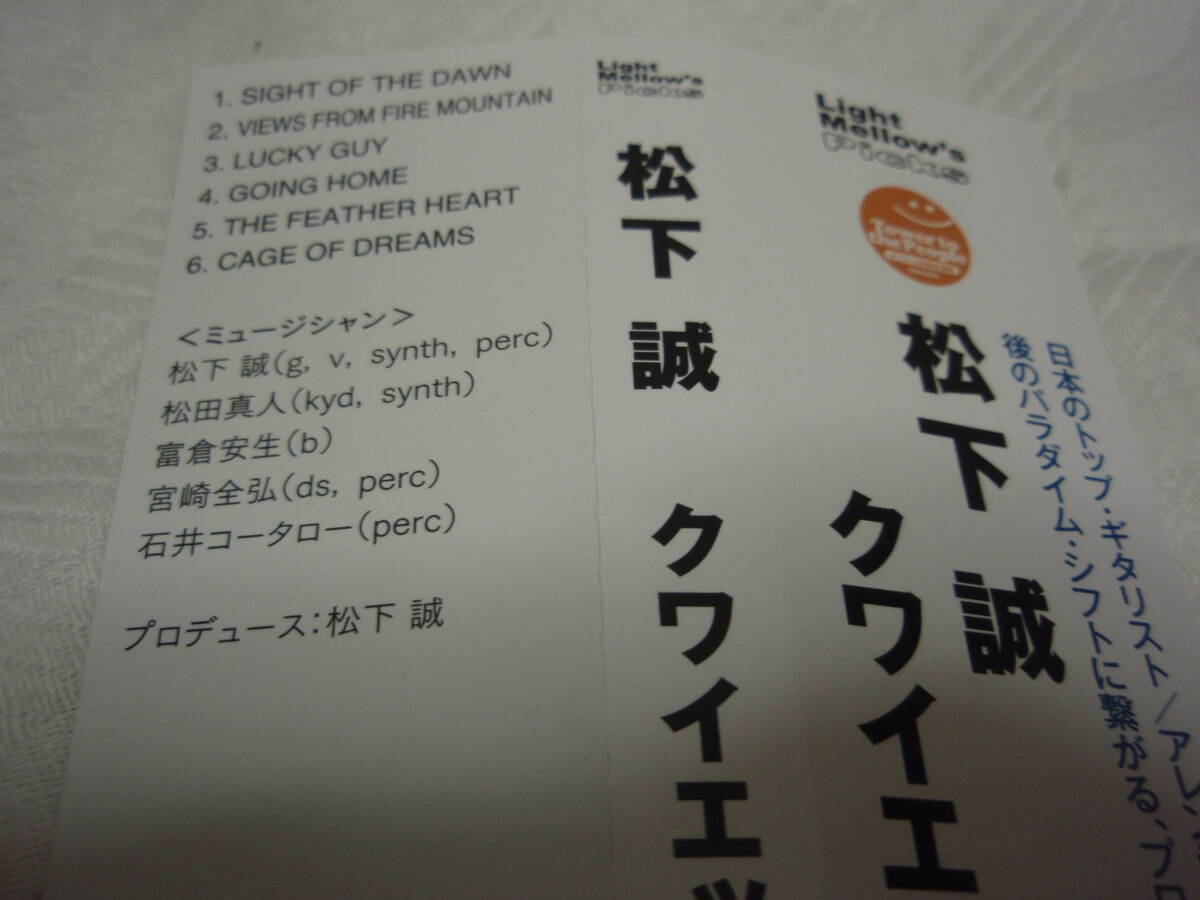 1. SIGHT OF THE DAWN
2. VIEWS FROM FIRE MOUNTAIN
3. LUCKY GUY
4. GOING HOME
5. THE FEATHER HEART
6. CAGE OF DREAMS
＜ミュージシャン＞
松下 誠(g, v, synth, perc)
松田真人(kyd, synth)
富倉安生(b)
宮崎全弘(ds, perc)
石井コータロー(perc)
プロデュース：松下 誠
Light
Mellow's
Picks
松下 誠 クワイエッ
Light
Mellow's
Picks
Tower to
the People
松下 誠
クワイエ
日本のトップ・ギタリスト／アレ
後のパラダイム・シフトに繋がる、プロ